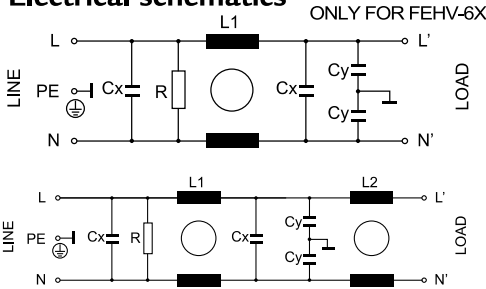 Electrical schematics
ONLY FOR FEHV-6X
L1
L L'
LINE PE Cx R Cx Cy Cy LOAD
N N'
L1 L2
L L'
LINE PE Cx R Cx Cy Cy LOAD
N N'